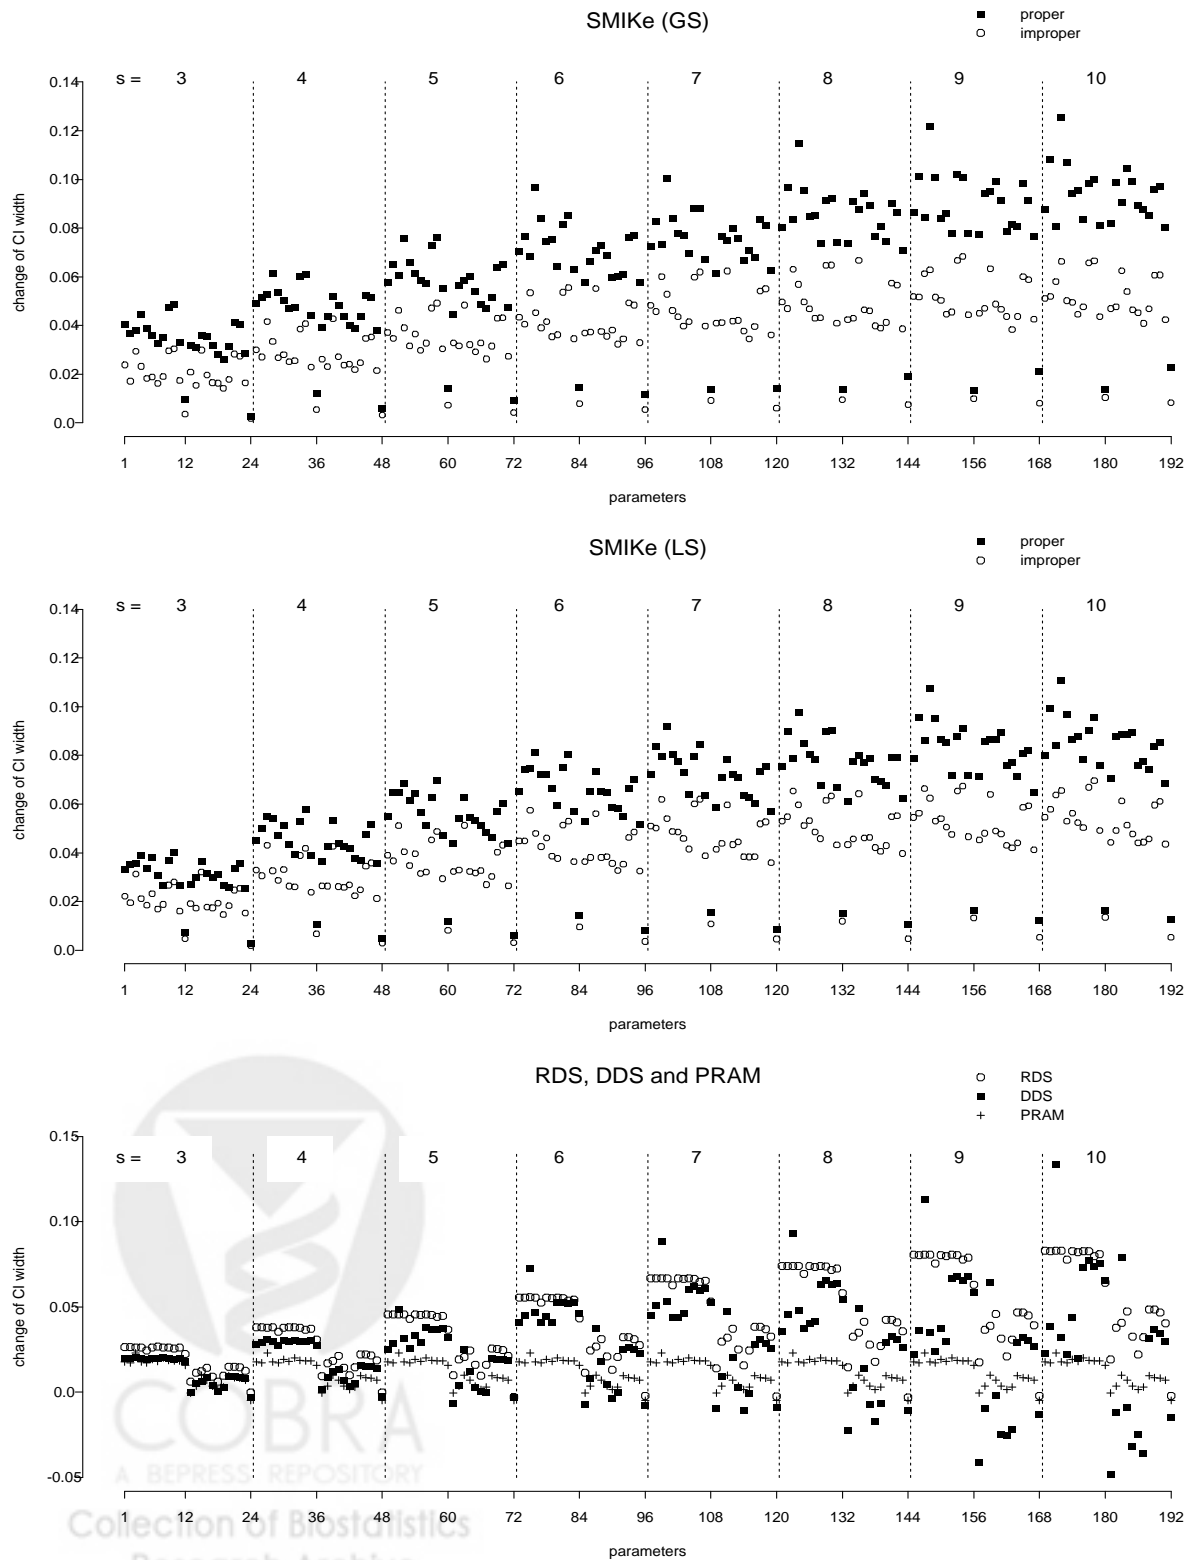 SMIKe (GS)
proper
improper
s = 3 4 5 6 7 8 9 10
0.14
0.12
0.10
0.08
0.06
0.04
0.02
0.0
change of CI width
1 12 24 36 48 60 72 84 96 108 120 132 144 156 168 180 192
parameters
SMIKe (LS)
proper
improper
s = 3 4 5 6 7 8 9 10
0.14
0.12
0.10
0.08
0.06
0.04
0.02
0.0
change of CI width
1 12 24 36 48 60 72 84 96 108 120 132 144 156 168 180 192
parameters
RDS, DDS and PRAM
RDS
DDS
PRAM
s = 3 4 5 6 7 8 9 10
0.15
0.10
0.05
0.0
-0.05
change of CI width
COBRA
A BEPRESS REPOSITORY
1 12 24 36 48 60 72 84 96 108 120 132 144 156 168 180 192
Collection of Biostatistics
parameters
Research Archive